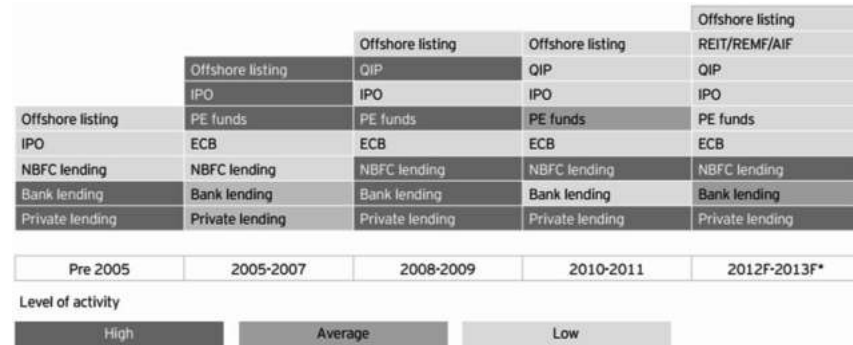 Offshore listing
Offshore listing Offshore listing REIT/REMF/AIF
Offshore listing QIP QIP QIP
IPO IPO IPO IPO
Offshore listing PE funds PE funds PE funds PE funds
IPO ECB ECB ECB ECB
NBFC lending NBFC lending NBFC lending NBFC lending NBFC lending
Bank lending Bank lending Bank lending Bank lending Bank lending
Private lending Private lending Private lending Private lending Private lending
Pre 2005 2005-2007 2008-2009 2010-2011 2012F-2013F*
Level of activity
High Average Low